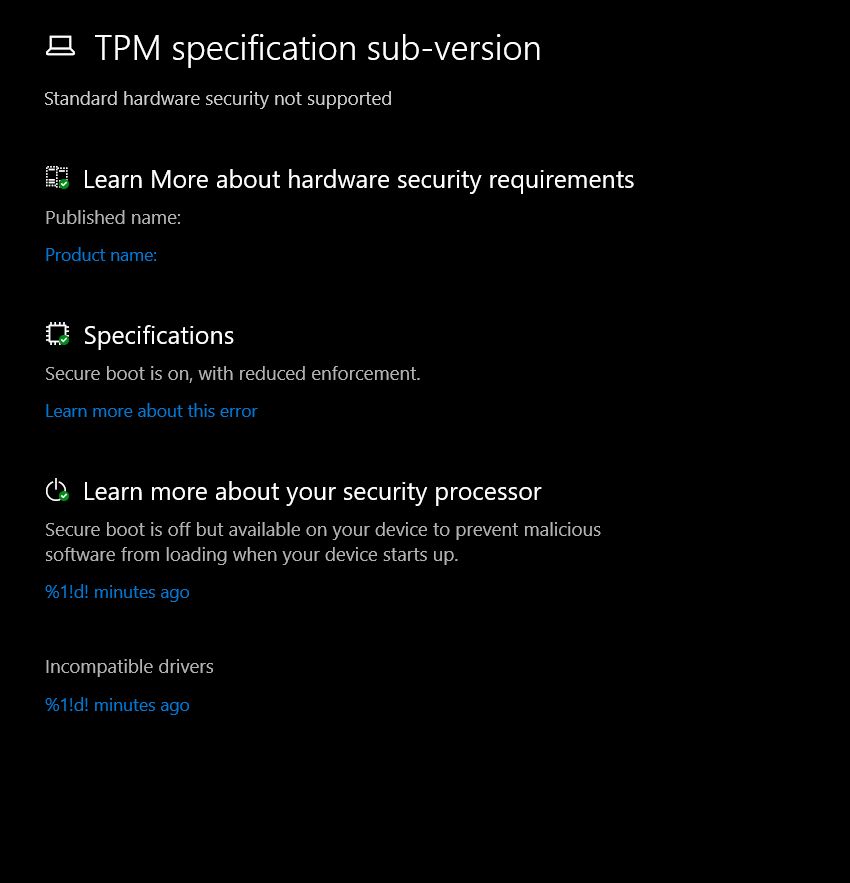 TPM specification sub-version
Standard hardware security not supported
Learn More about hardware security requirements
Published name:
Product name:
Specifications
Secure boot is on, with reduced enforcement.
Learn more about this error
Learn more about your security processor
Secure boot is off but available on your device to prevent malicious
software from loading when your device starts up.
%1!d! minutes ago
Incompatible drivers
%1!d! minutes ago